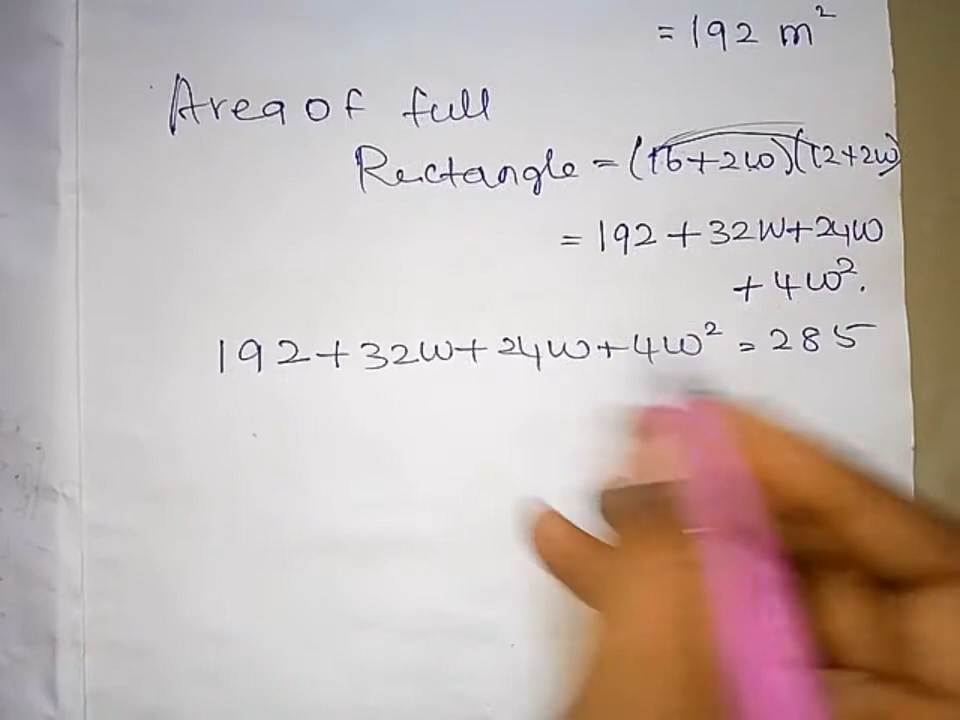 = 192 m²
Area of full
Rectangle = (16+2w)(12+2w)
= 192 + 32w + 24w
+ 4w².
192 + 32w + 24w + 4w² = 285